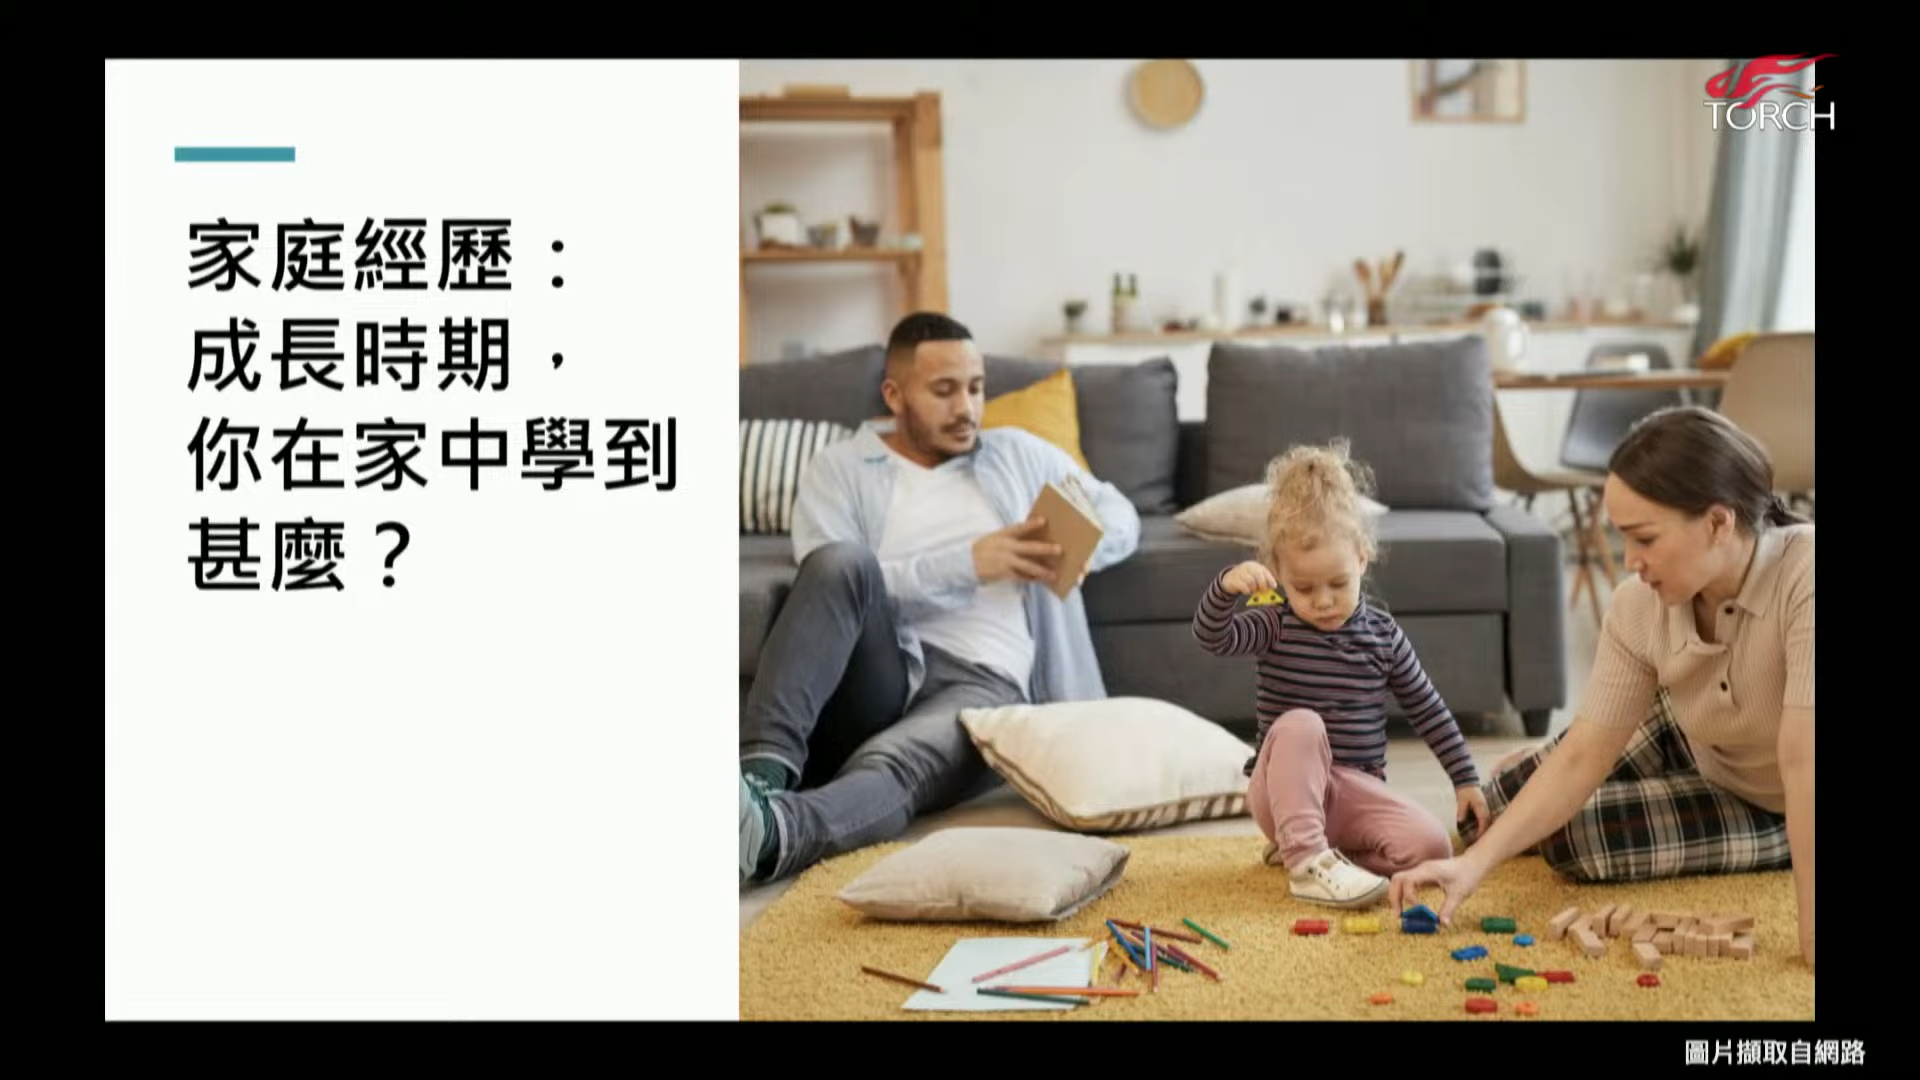 TORCH
家庭經歷：
成長時期，
你在家中學到
甚麼？
圖片擷取自網路